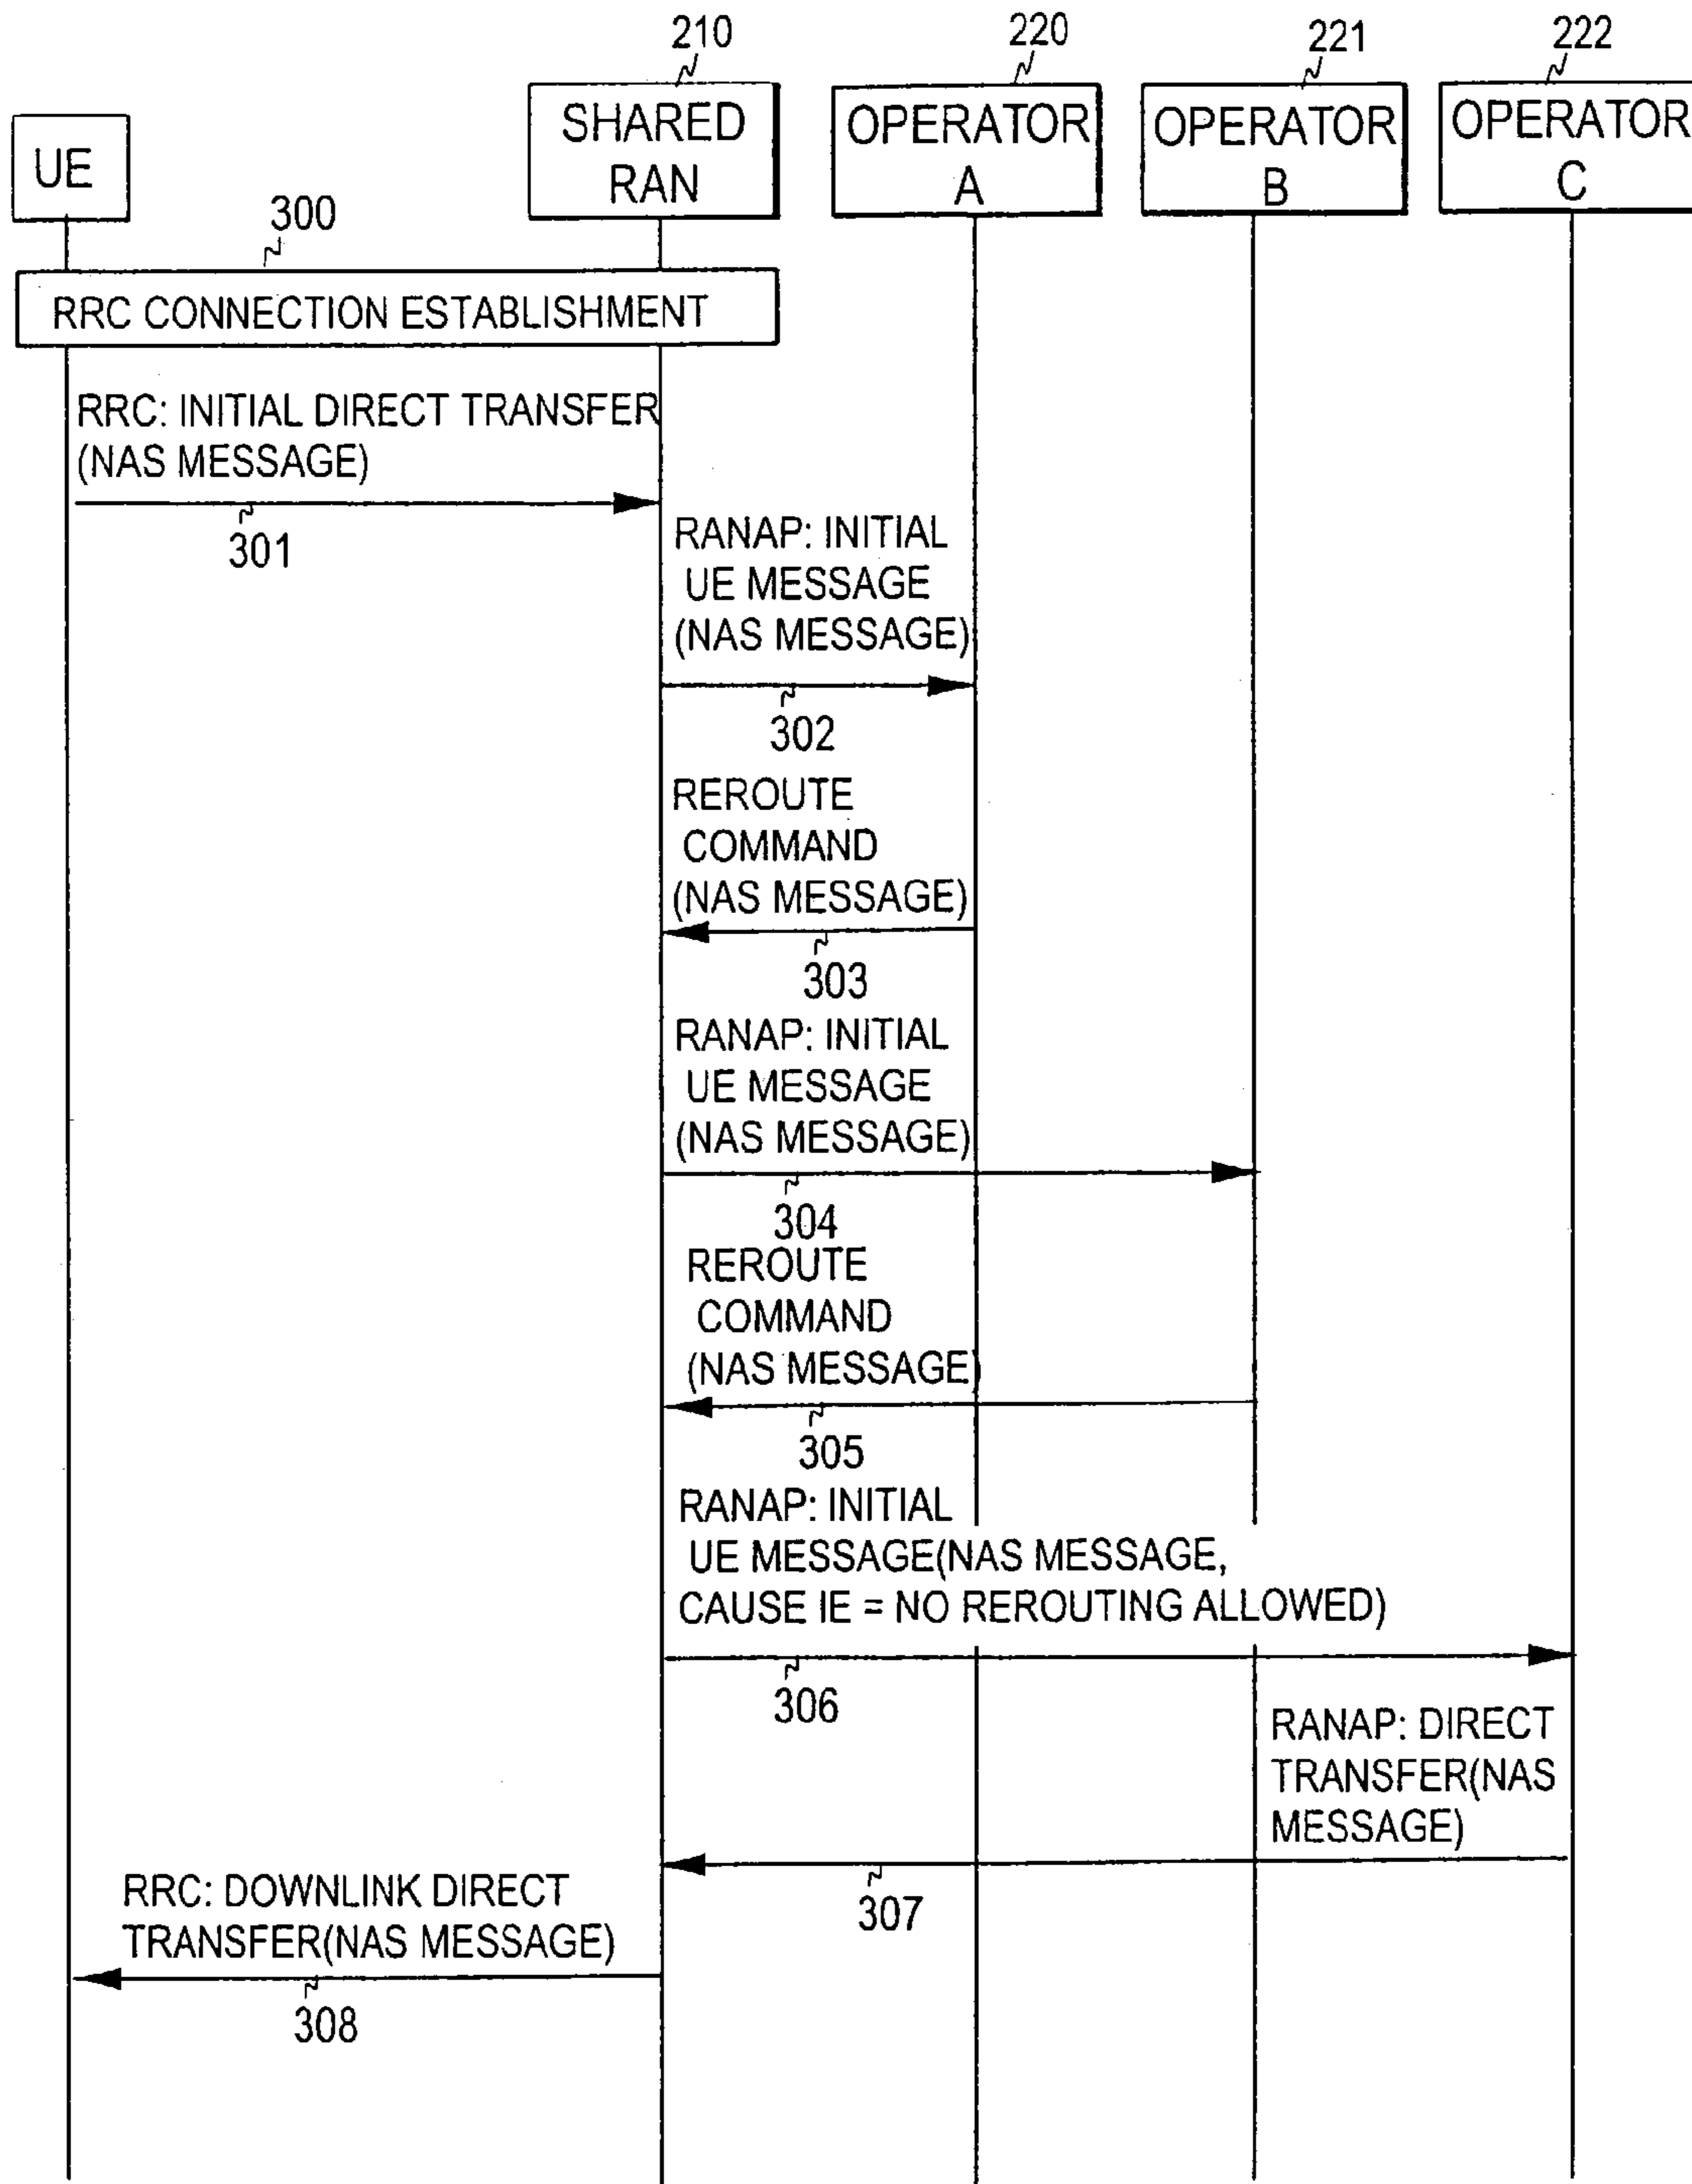 210
220
221
222
UE
SHARED
RAN
OPERATOR
A
OPERATOR
B
OPERATOR
C
300
RRC CONNECTION ESTABLISHMENT
RRC: INITIAL DIRECT TRANSFER
(NAS MESSAGE)
301
RANAP: INITIAL
UE MESSAGE
(NAS MESSAGE)
302
REROUTE
COMMAND
(NAS MESSAGE)
303
RANAP: INITIAL
UE MESSAGE
(NAS MESSAGE)
304
REROUTE
COMMAND
(NAS MESSAGE)
305
RANAP: INITIAL
UE MESSAGE(NAS MESSAGE,
CAUSE IE = NO REROUTING ALLOWED)
306
RANAP: DIRECT
TRANSFER(NAS
MESSAGE)
307
RRC: DOWNLINK DIRECT
TRANSFER(NAS MESSAGE)
308